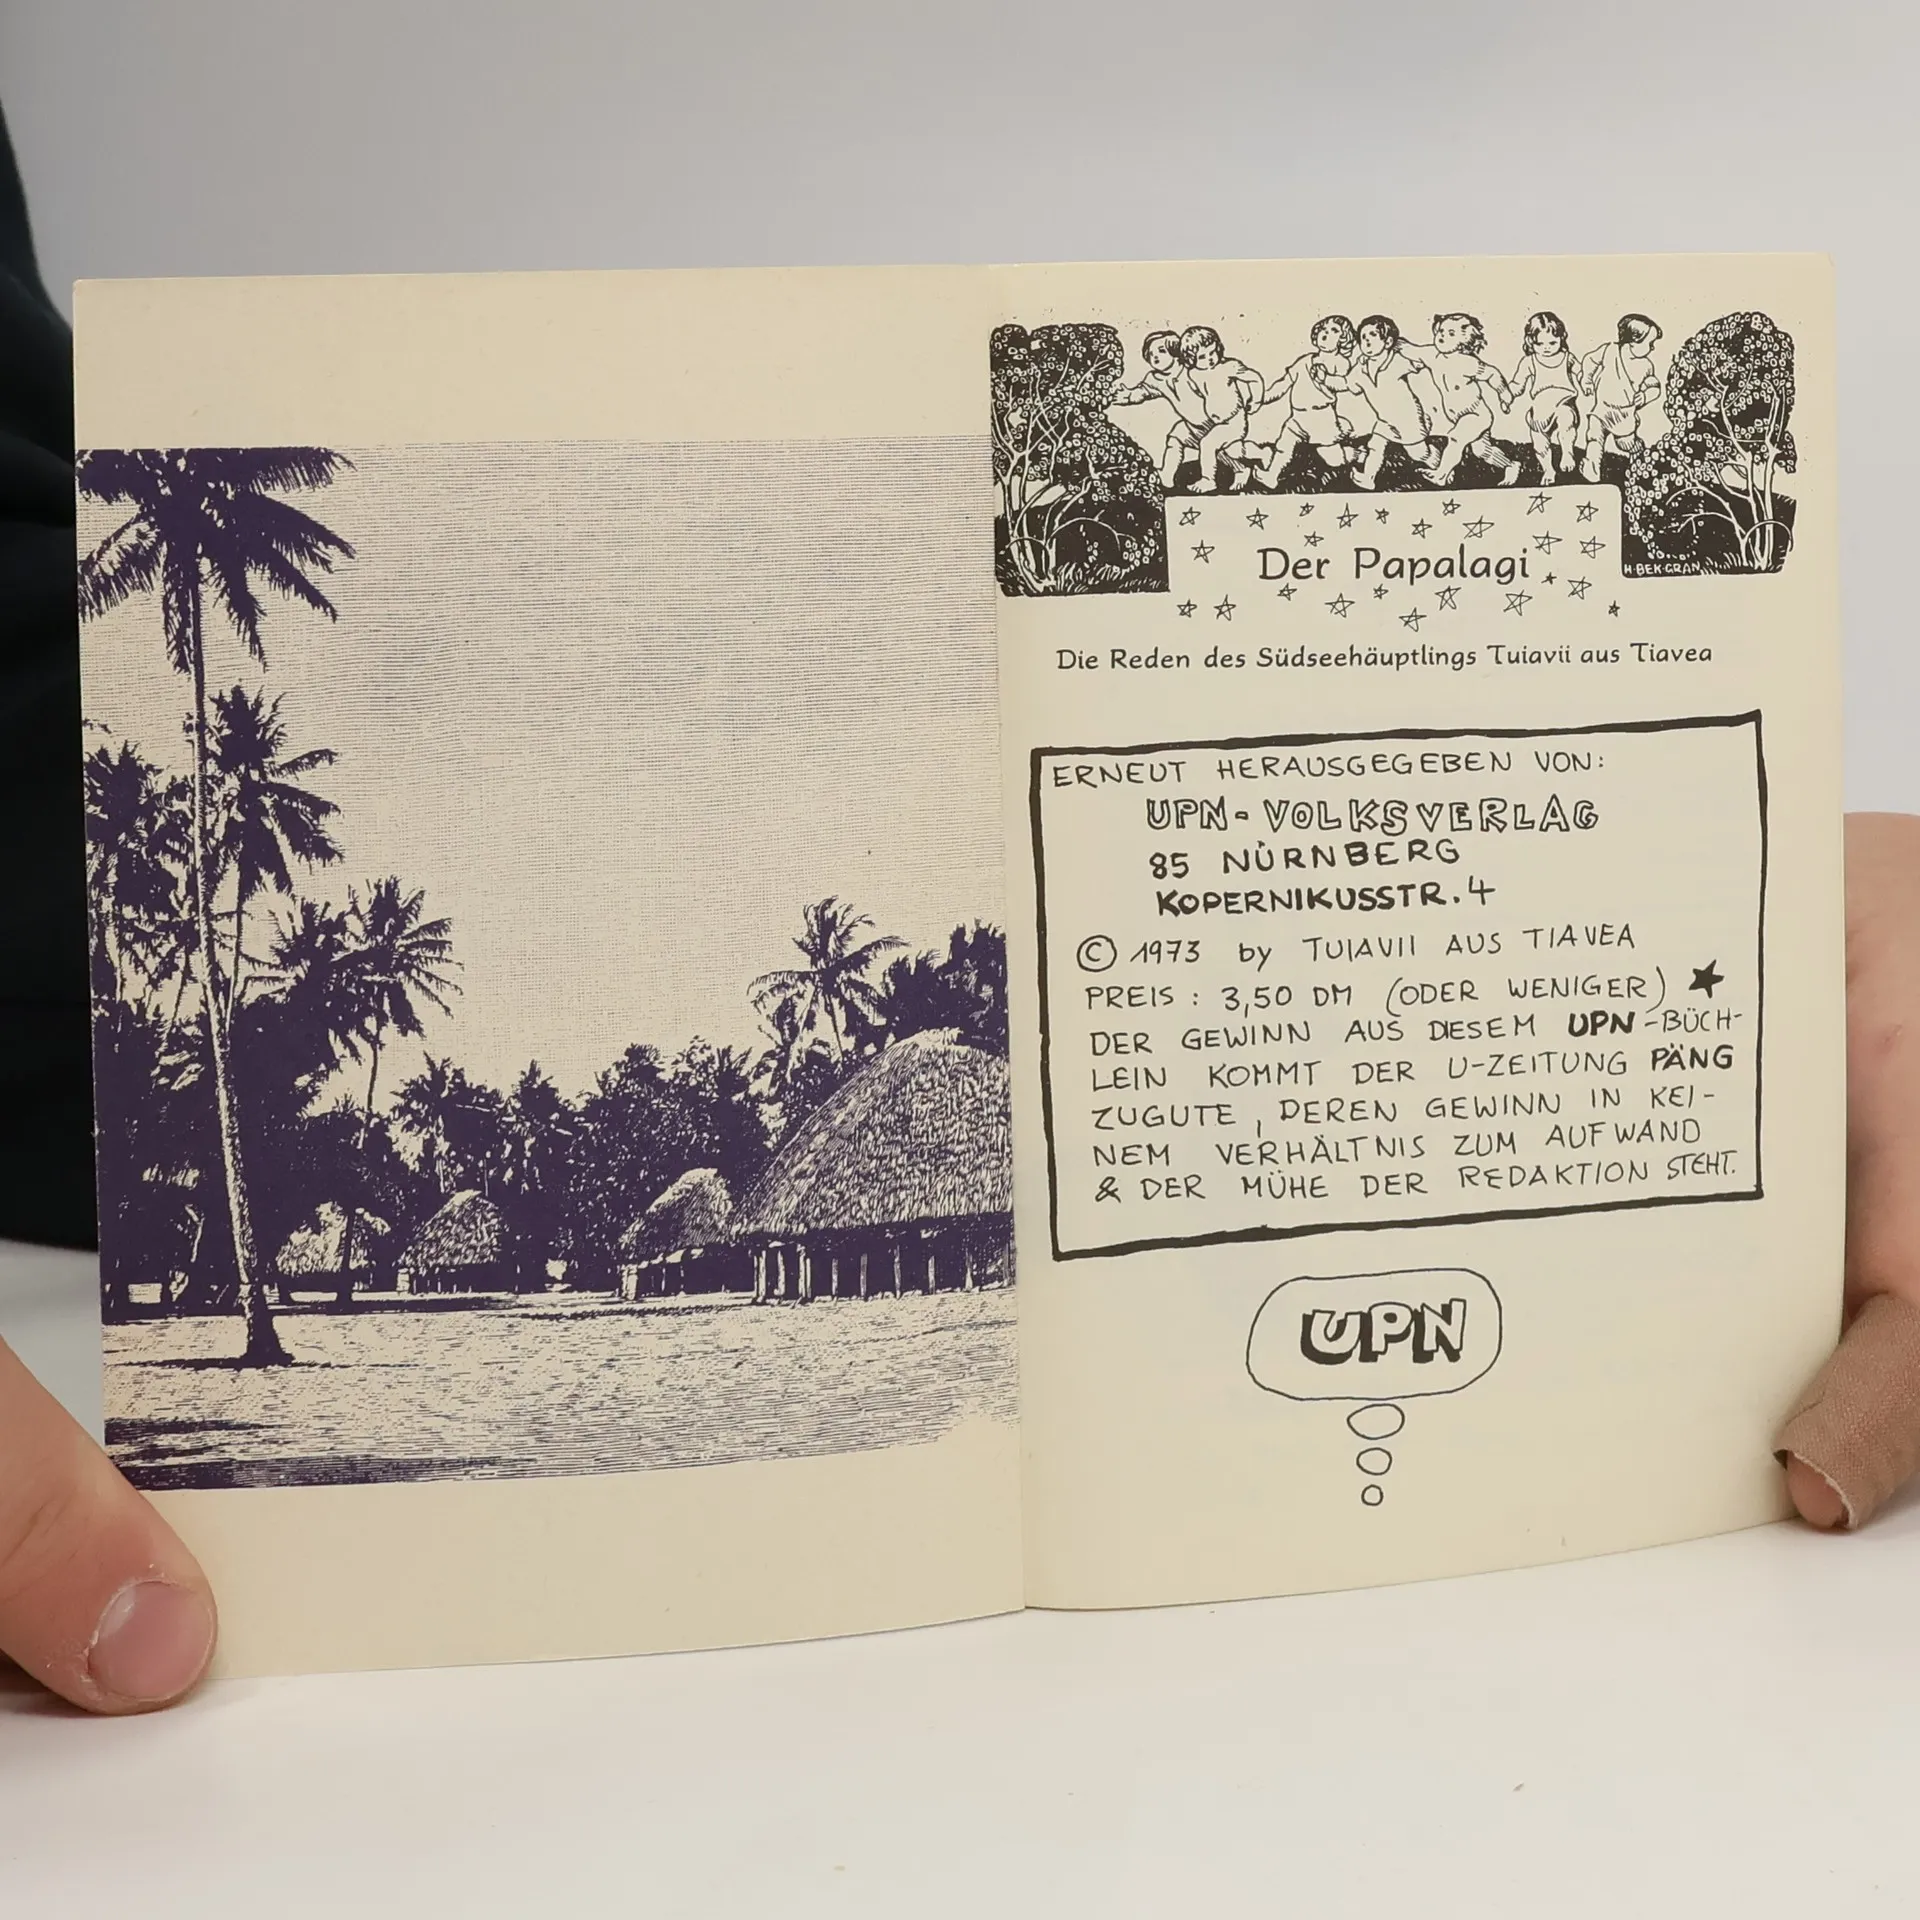 H·BEK-GRAN
Der Papalagi
Die Reden des Südseehäuptlings Tuiavii aus Tiavea
ERNEUT HERAUSGEGEBEN VON:
UPN-VOLKSVERLAG
85 NÜRNBERG
KOPERNIKUSSTR. 4
© 1973 by TUIAVII AUS TIAVEA
PREIS : 3,50 DM (ODER WENIGER) ★
DER GEWINN AUS DIESEM UPN-BÜCH-
LEIN KOMMT DER U-ZEITUNG PÄNG
ZUGUTE, DEREN GEWINN IN KEI-
NEM VERHÄLTNIS ZUM AUFWAND
& DER MÜHE DER REDAKTION STEHT.
UPN